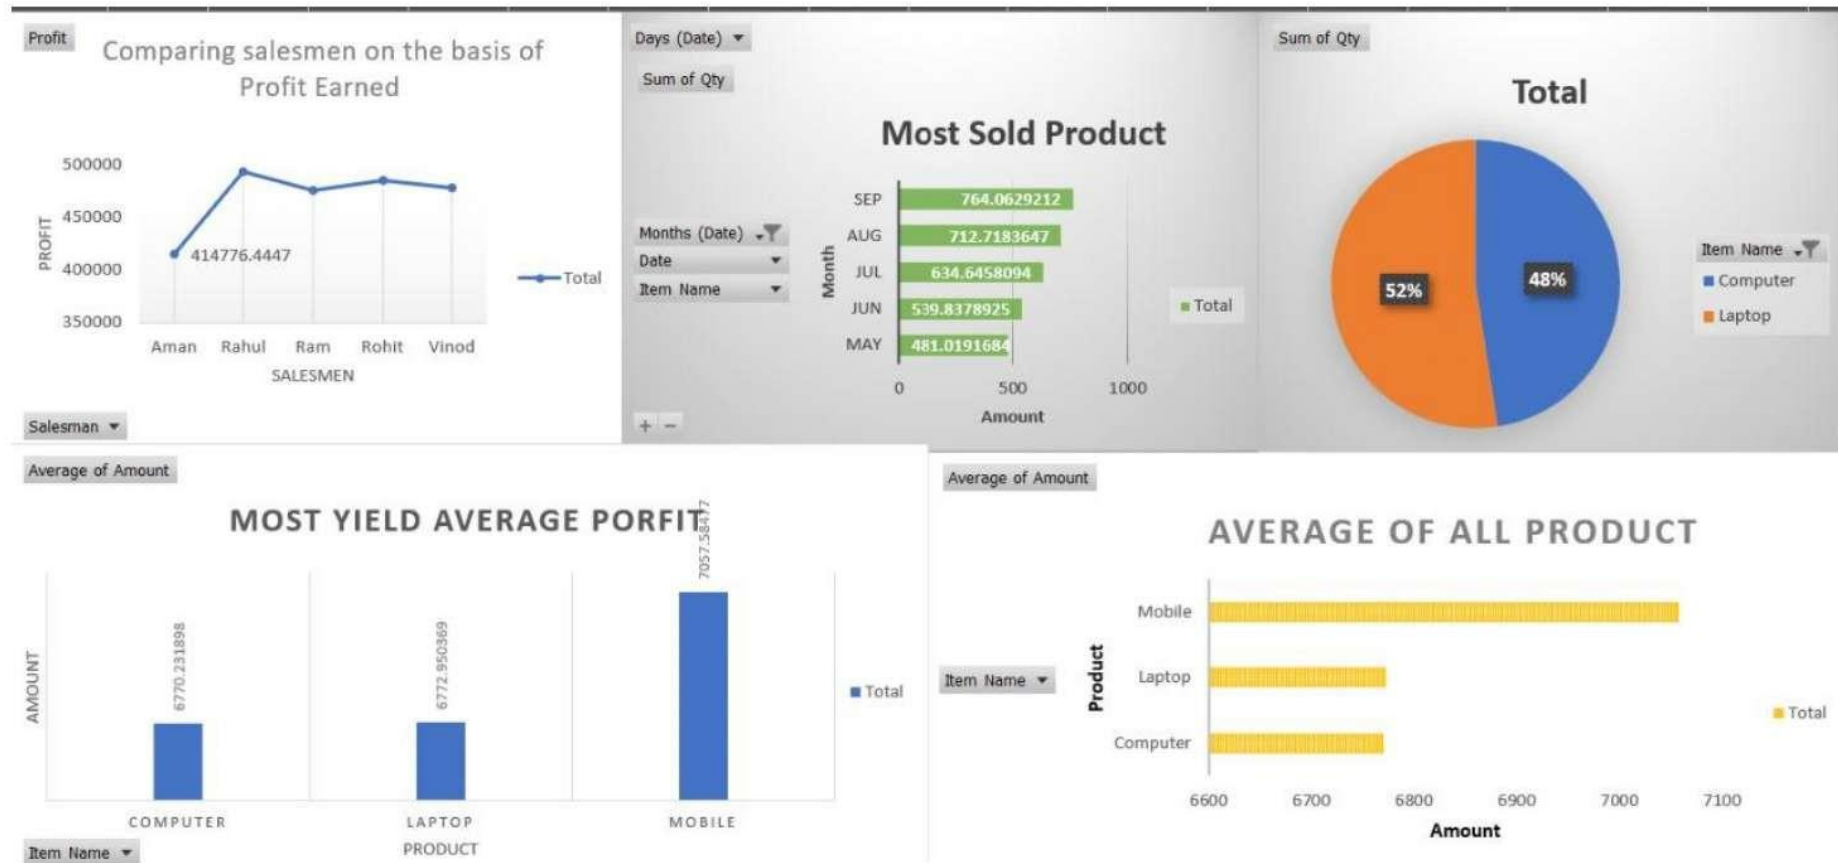 Profit
Comparing salesmen on the basis of
Profit Earned
500000
450000
400000
350000
PROFIT
414776.4447
Total
Aman Rahul Ram Rohit Vinod
SALESMEN
Salesman
Days (Date)
Sum of Qty
Most Sold Product
Months (Date)
Date
Item Name
Month
SEP 764.0629212
AUG 712.7183647
JUL 634.6458094
JUN 539.8378925
MAY 481.0191684
Total
0 500 1000
Amount
+ -
Sum of Qty
Total
52% 48%
Item Name
Computer
Laptop
Average of Amount
MOST YIELD AVERAGE PORFIT
AMOUNT
6770.231898
6772.950369
7057.58477
Total
COMPUTER LAPTOP MOBILE
PRODUCT
Item Name
Average of Amount
AVERAGE OF ALL PRODUCT
Item Name
Product
Mobile
Laptop
Computer
Total
6600 6700 6800 6900 7000 7100
Amount